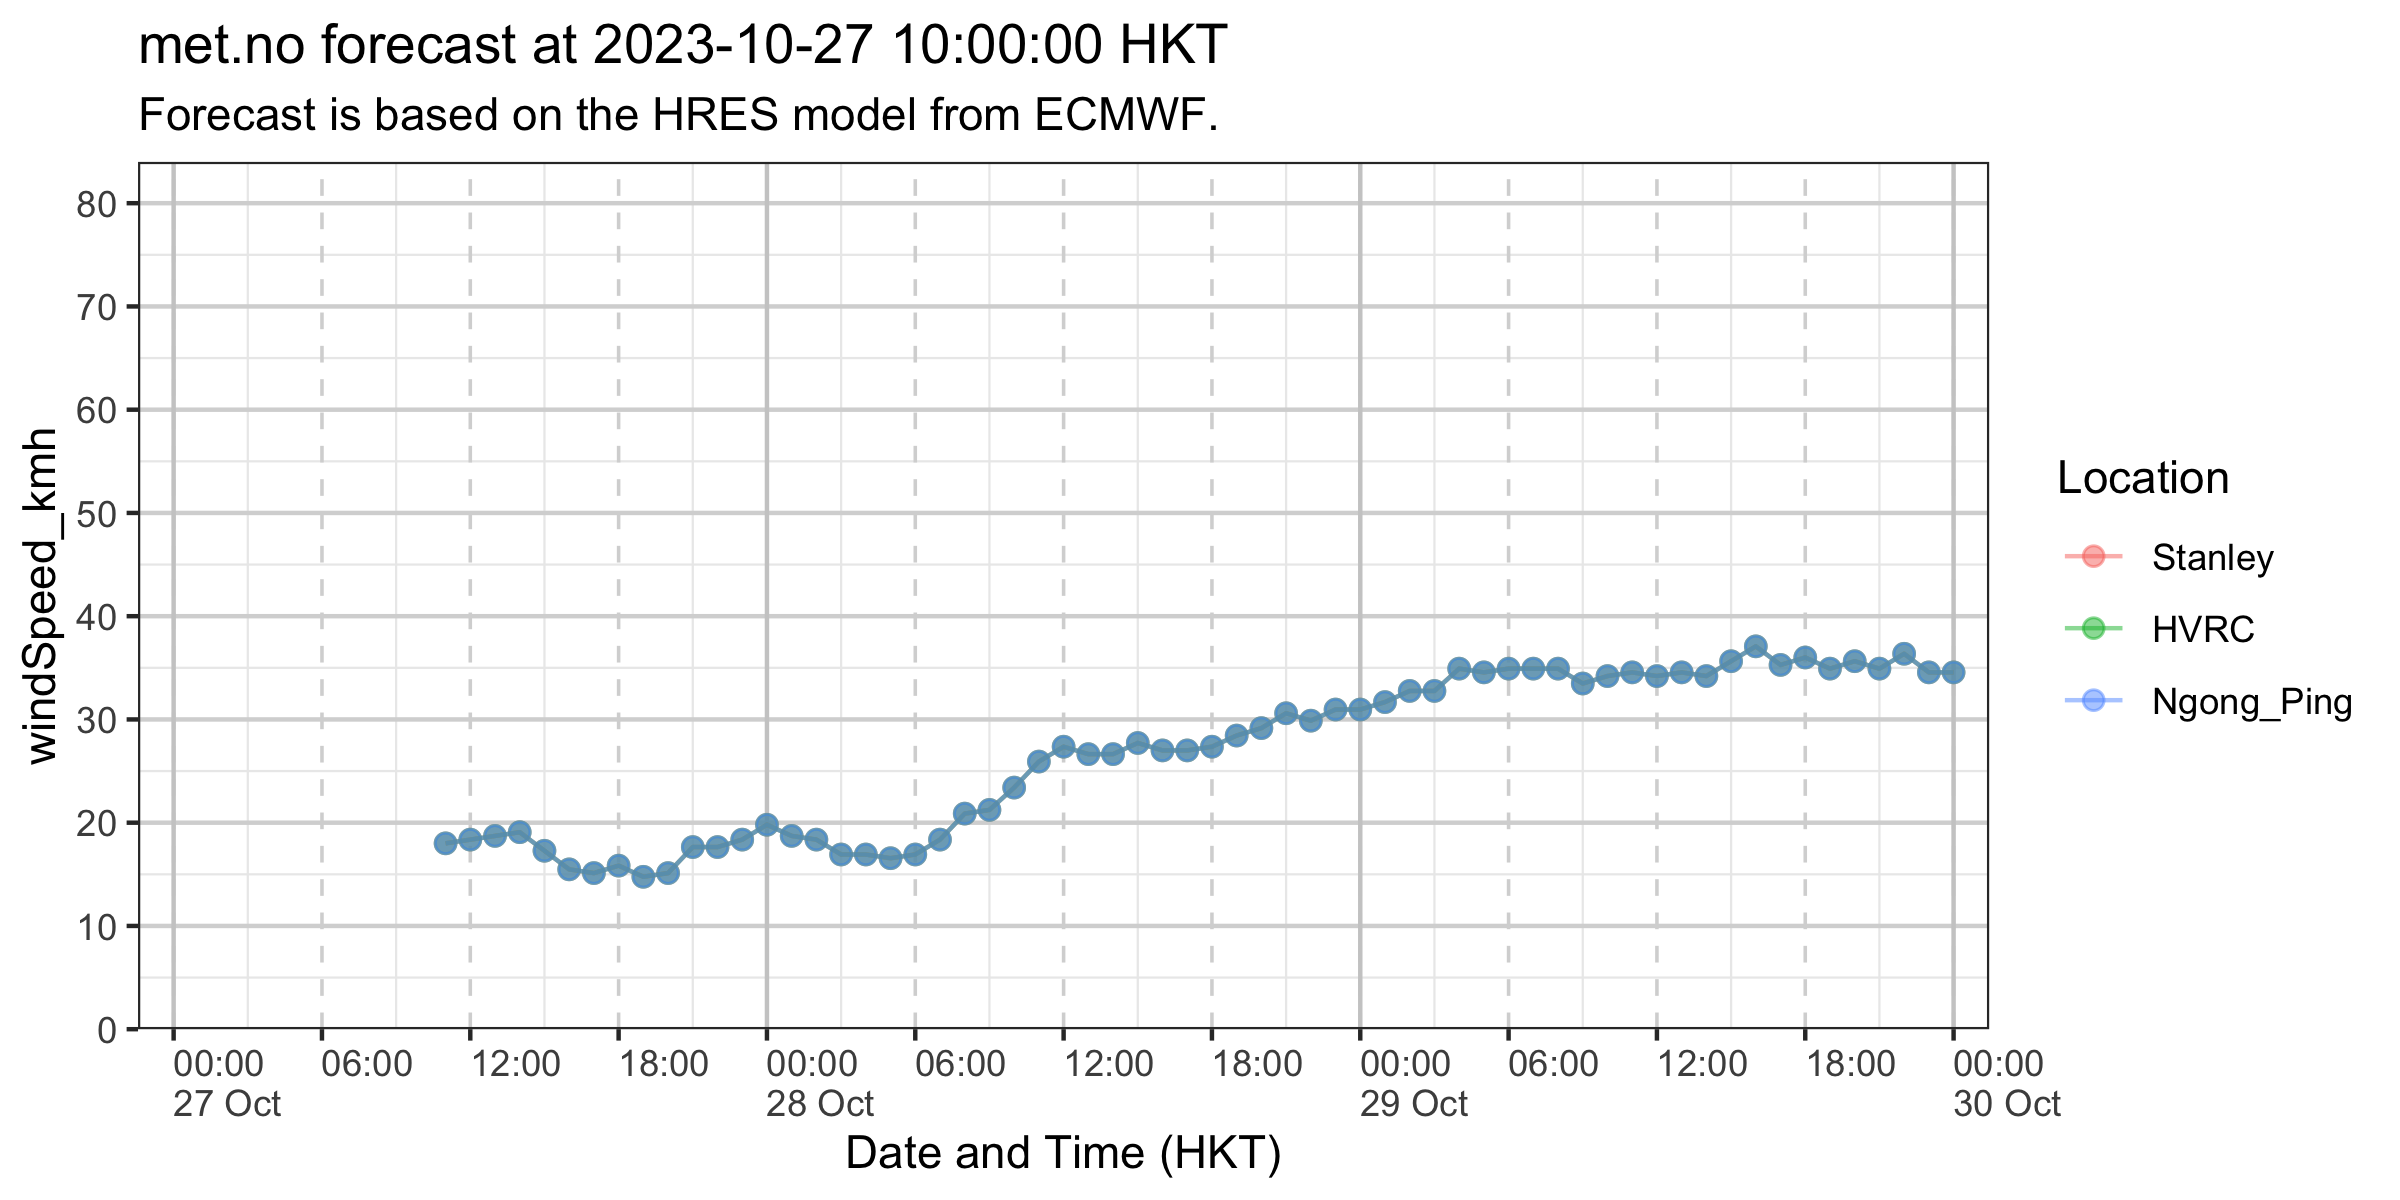 met.no forecast at 2023-10-27 10:00:00 HKT
Forecast is based on the HRES model from ECMWF.
windSpeed_kmh
80
70
60
50
40
30
20
10
0
00:00 06:00 12:00 18:00 00:00 06:00 12:00 18:00 00:00 06:00 12:00 18:00 00:00
27 Oct 28 Oct 29 Oct 30 Oct
Date and Time (HKT)
Location
Stanley
HVRC
Ngong_Ping